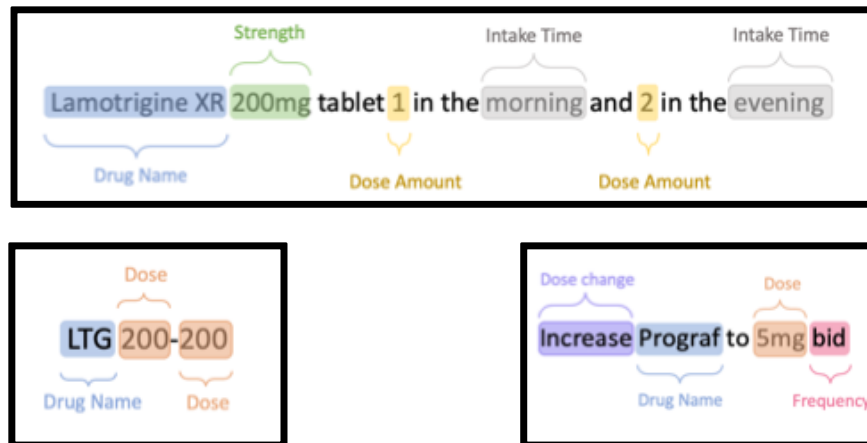 Strength Intake Time Intake Time
Lamotrigine XR 200mg tablet 1 in the morning and 2 in the evening
Drug Name Dose Amount Dose Amount
Dose
LTG 200-200
Drug Name Dose
Dose change Dose
Increase Prograf to 5mg bid
Drug Name Frequency